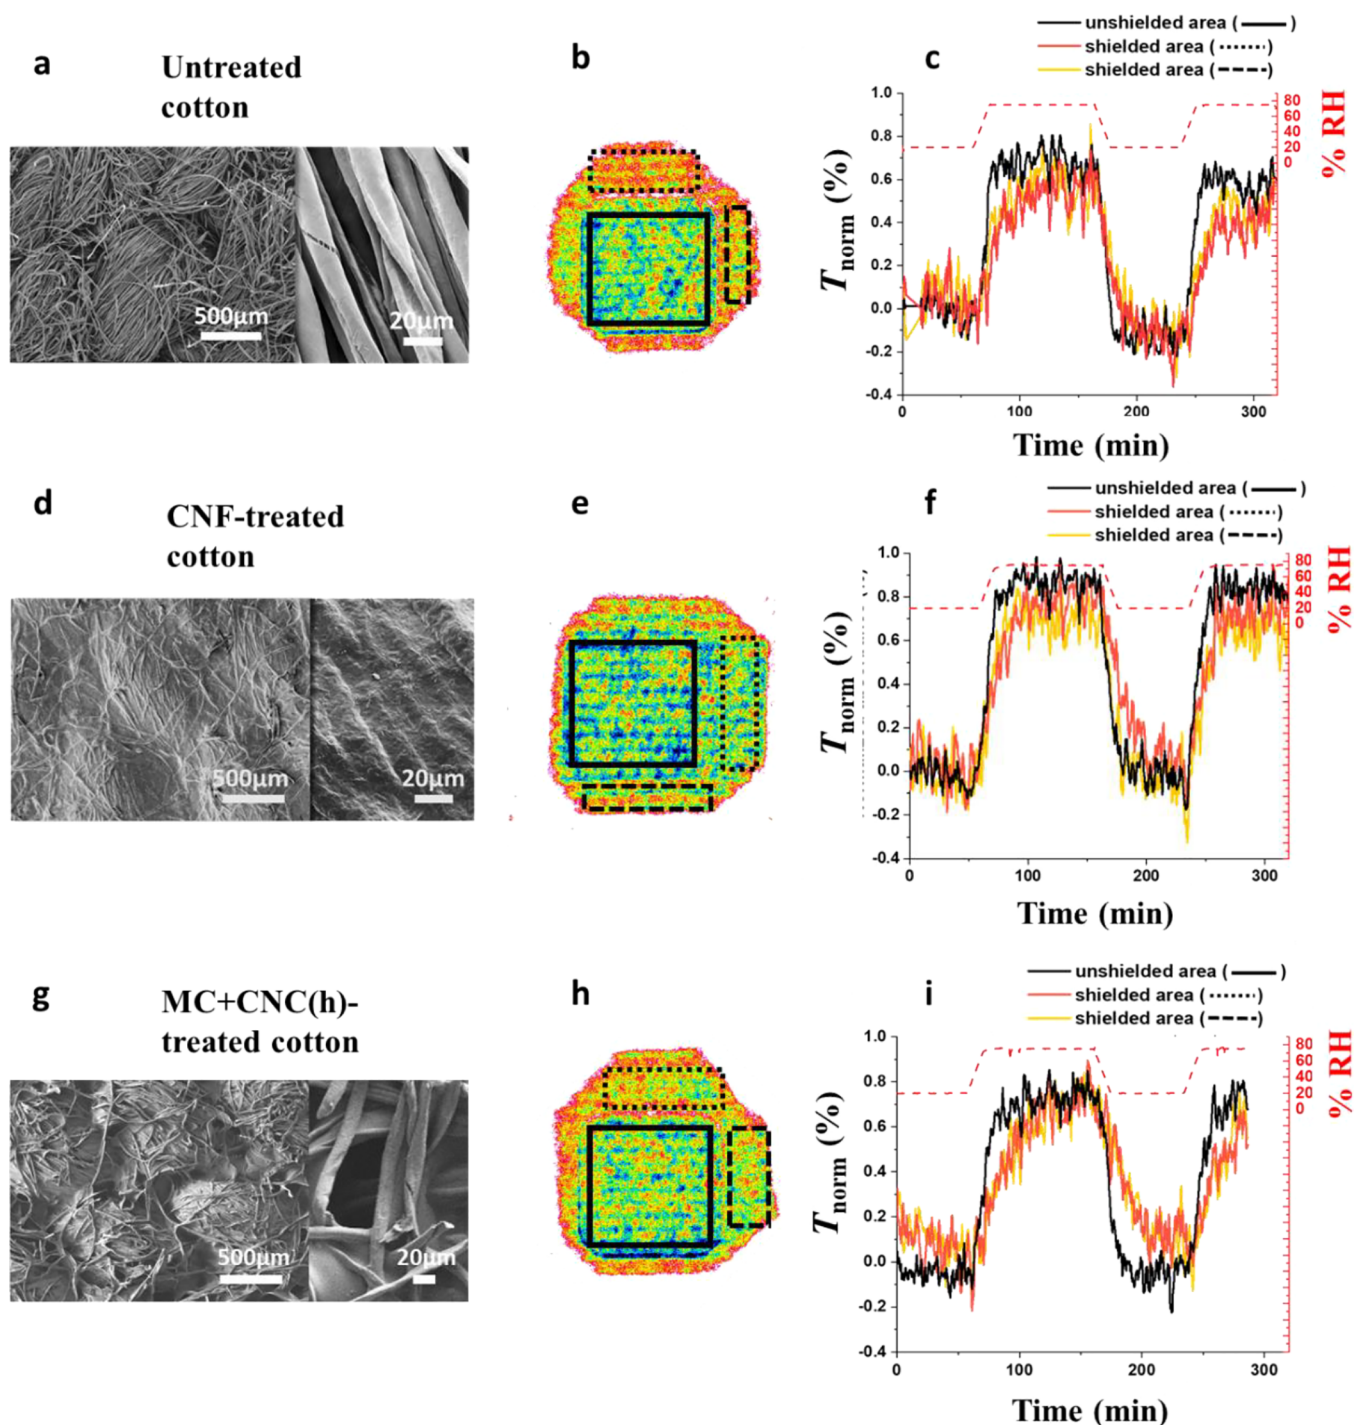 a
Untreated
cotton
500µm
20µm
b
c
unshielded area ( )
shielded area ( )
shielded area ( )
1.0
0.8
0.6
0.4
0.2
0.0
-0.2
-0.4
Tnorm (%)
80
60
40
20
0
% RH
0 100 200 300
Time (min)
d
CNF-treated
cotton
500µm
20µm
e
f
unshielded area ( )
shielded area ( )
shielded area ( )
1.0
0.8
0.6
0.4
0.2
0.0
-0.2
-0.4
Tnorm (%)
80
60
40
20
0
% RH
0 100 200 300
Time (min)
g
MC+CNC(h)-
treated cotton
500µm
20µm
h
i
unshielded area ( )
shielded area ( )
shielded area ( )
1.0
0.8
0.6
0.4
0.2
0.0
-0.2
-0.4
Tnorm (%)
80
60
40
20
0
% RH
0 100 200 300
Time (min)